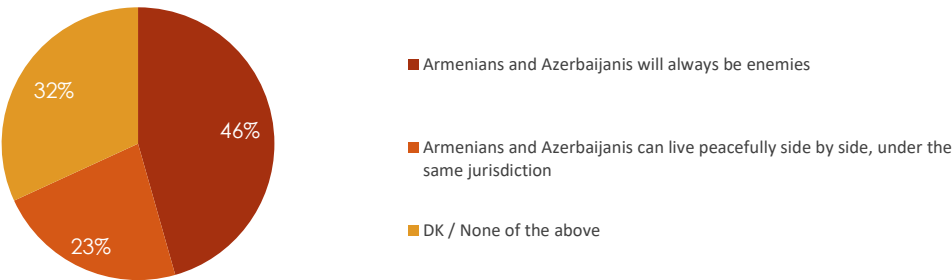 32%
46%
23%
Armenians and Azerbaijanis will always be enemies
Armenians and Azerbaijanis can live peacefully side by side, under the
same jurisdiction
DK / None of the above